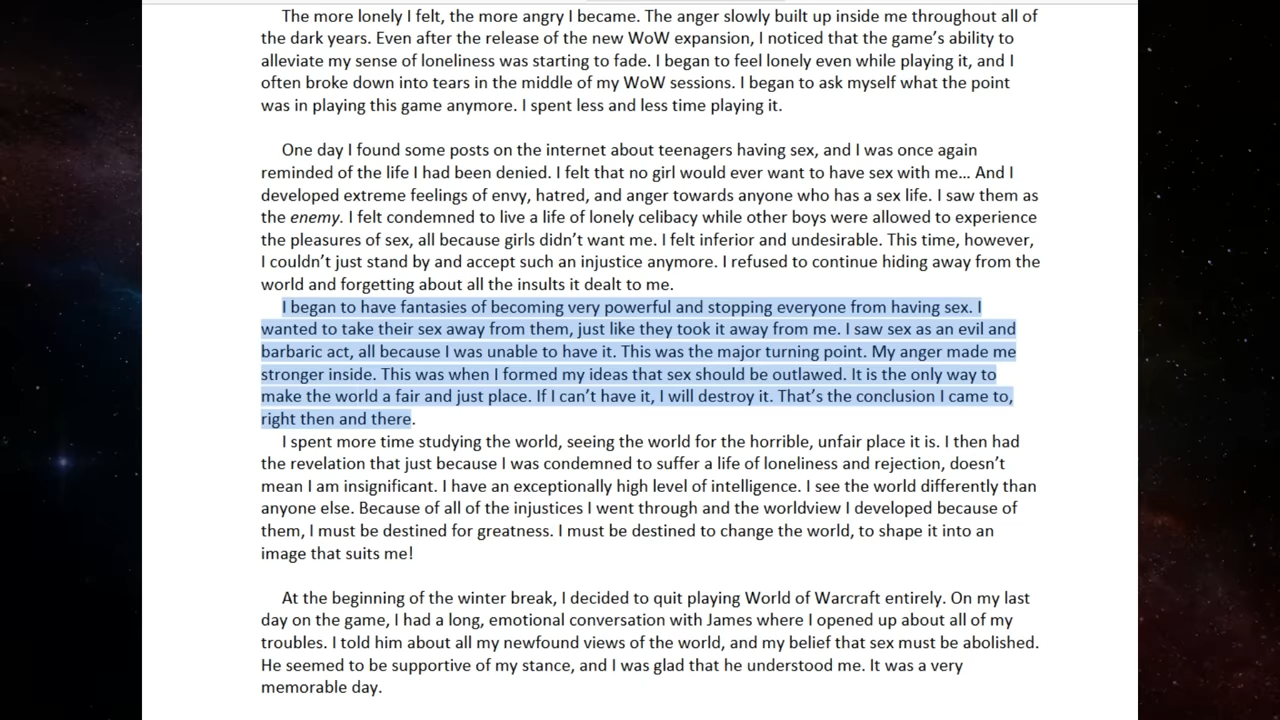 The more lonely I felt, the more angry I became. The anger slowly built up inside me throughout all of
the dark years. Even after the release of the new WoW expansion, I noticed that the game’s ability to
alleviate my sense of loneliness was starting to fade. I began to feel lonely even while playing it, and I
often broke down into tears in the middle of my WoW sessions. I began to ask myself what the point
was in playing this game anymore. I spent less and less time playing it.
One day I found some posts on the internet about teenagers having sex, and I was once again
reminded of the life I had been denied. I felt that no girl would ever want to have sex with me… And I
developed extreme feelings of envy, hatred, and anger towards anyone who has a sex life. I saw them as
the enemy. I felt condemned to live a life of lonely celibacy while other boys were allowed to experience
the pleasures of sex, all because girls didn’t want me. I felt inferior and undesirable. This time, however,
I couldn’t just stand by and accept such an injustice anymore. I refused to continue hiding away from the
world and forgetting about all the insults it dealt to me.
I began to have fantasies of becoming very powerful and stopping everyone from having sex. I
wanted to take their sex away from them, just like they took it away from me. I saw sex as an evil and
barbaric act, all because I was unable to have it. This was the major turning point. My anger made me
stronger inside. This was when I formed my ideas that sex should be outlawed. It is the only way to
make the world a fair and just place. If I can’t have it, I will destroy it. That’s the conclusion I came to,
right then and there.
I spent more time studying the world, seeing the world for the horrible, unfair place it is. I then had
the revelation that just because I was condemned to suffer a life of loneliness and rejection, doesn’t
mean I am insignificant. I have an exceptionally high level of intelligence. I see the world differently than
anyone else. Because of all of the injustices I went through and the worldview I developed because of
them, I must be destined for greatness. I must be destined to change the world, to shape it into an
image that suits me!
At the beginning of the winter break, I decided to quit playing World of Warcraft entirely. On my last
day on the game, I had a long, emotional conversation with James where I opened up about all of my
troubles. I told him about all my newfound views of the world, and my belief that sex must be abolished.
He seemed to be supportive of my stance, and I was glad that he understood me. It was a very
memorable day.